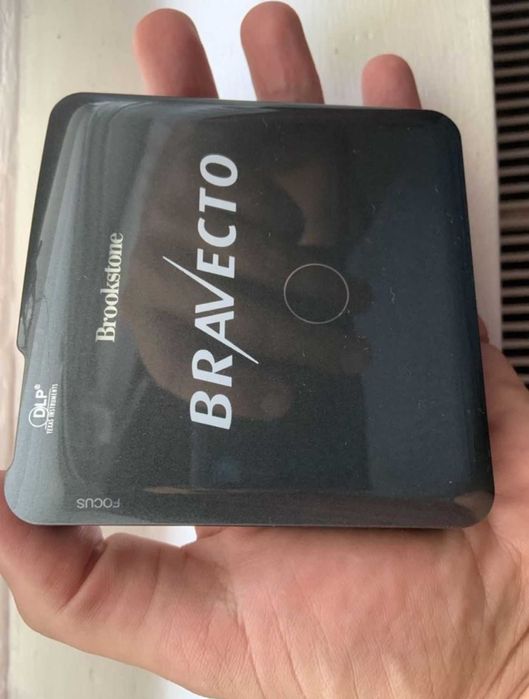 Brookstone
BRAVECTO
DLP®
TEXAS INSTRUMENTS
FOCUS